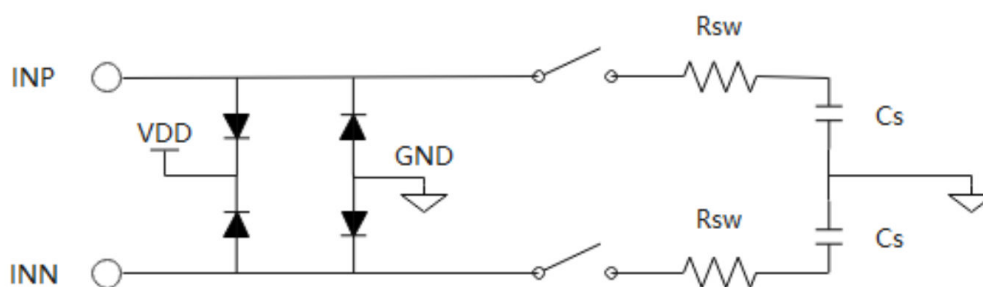 Rsw
INP
Cs
VDD
GND
Rsw
Cs
INN